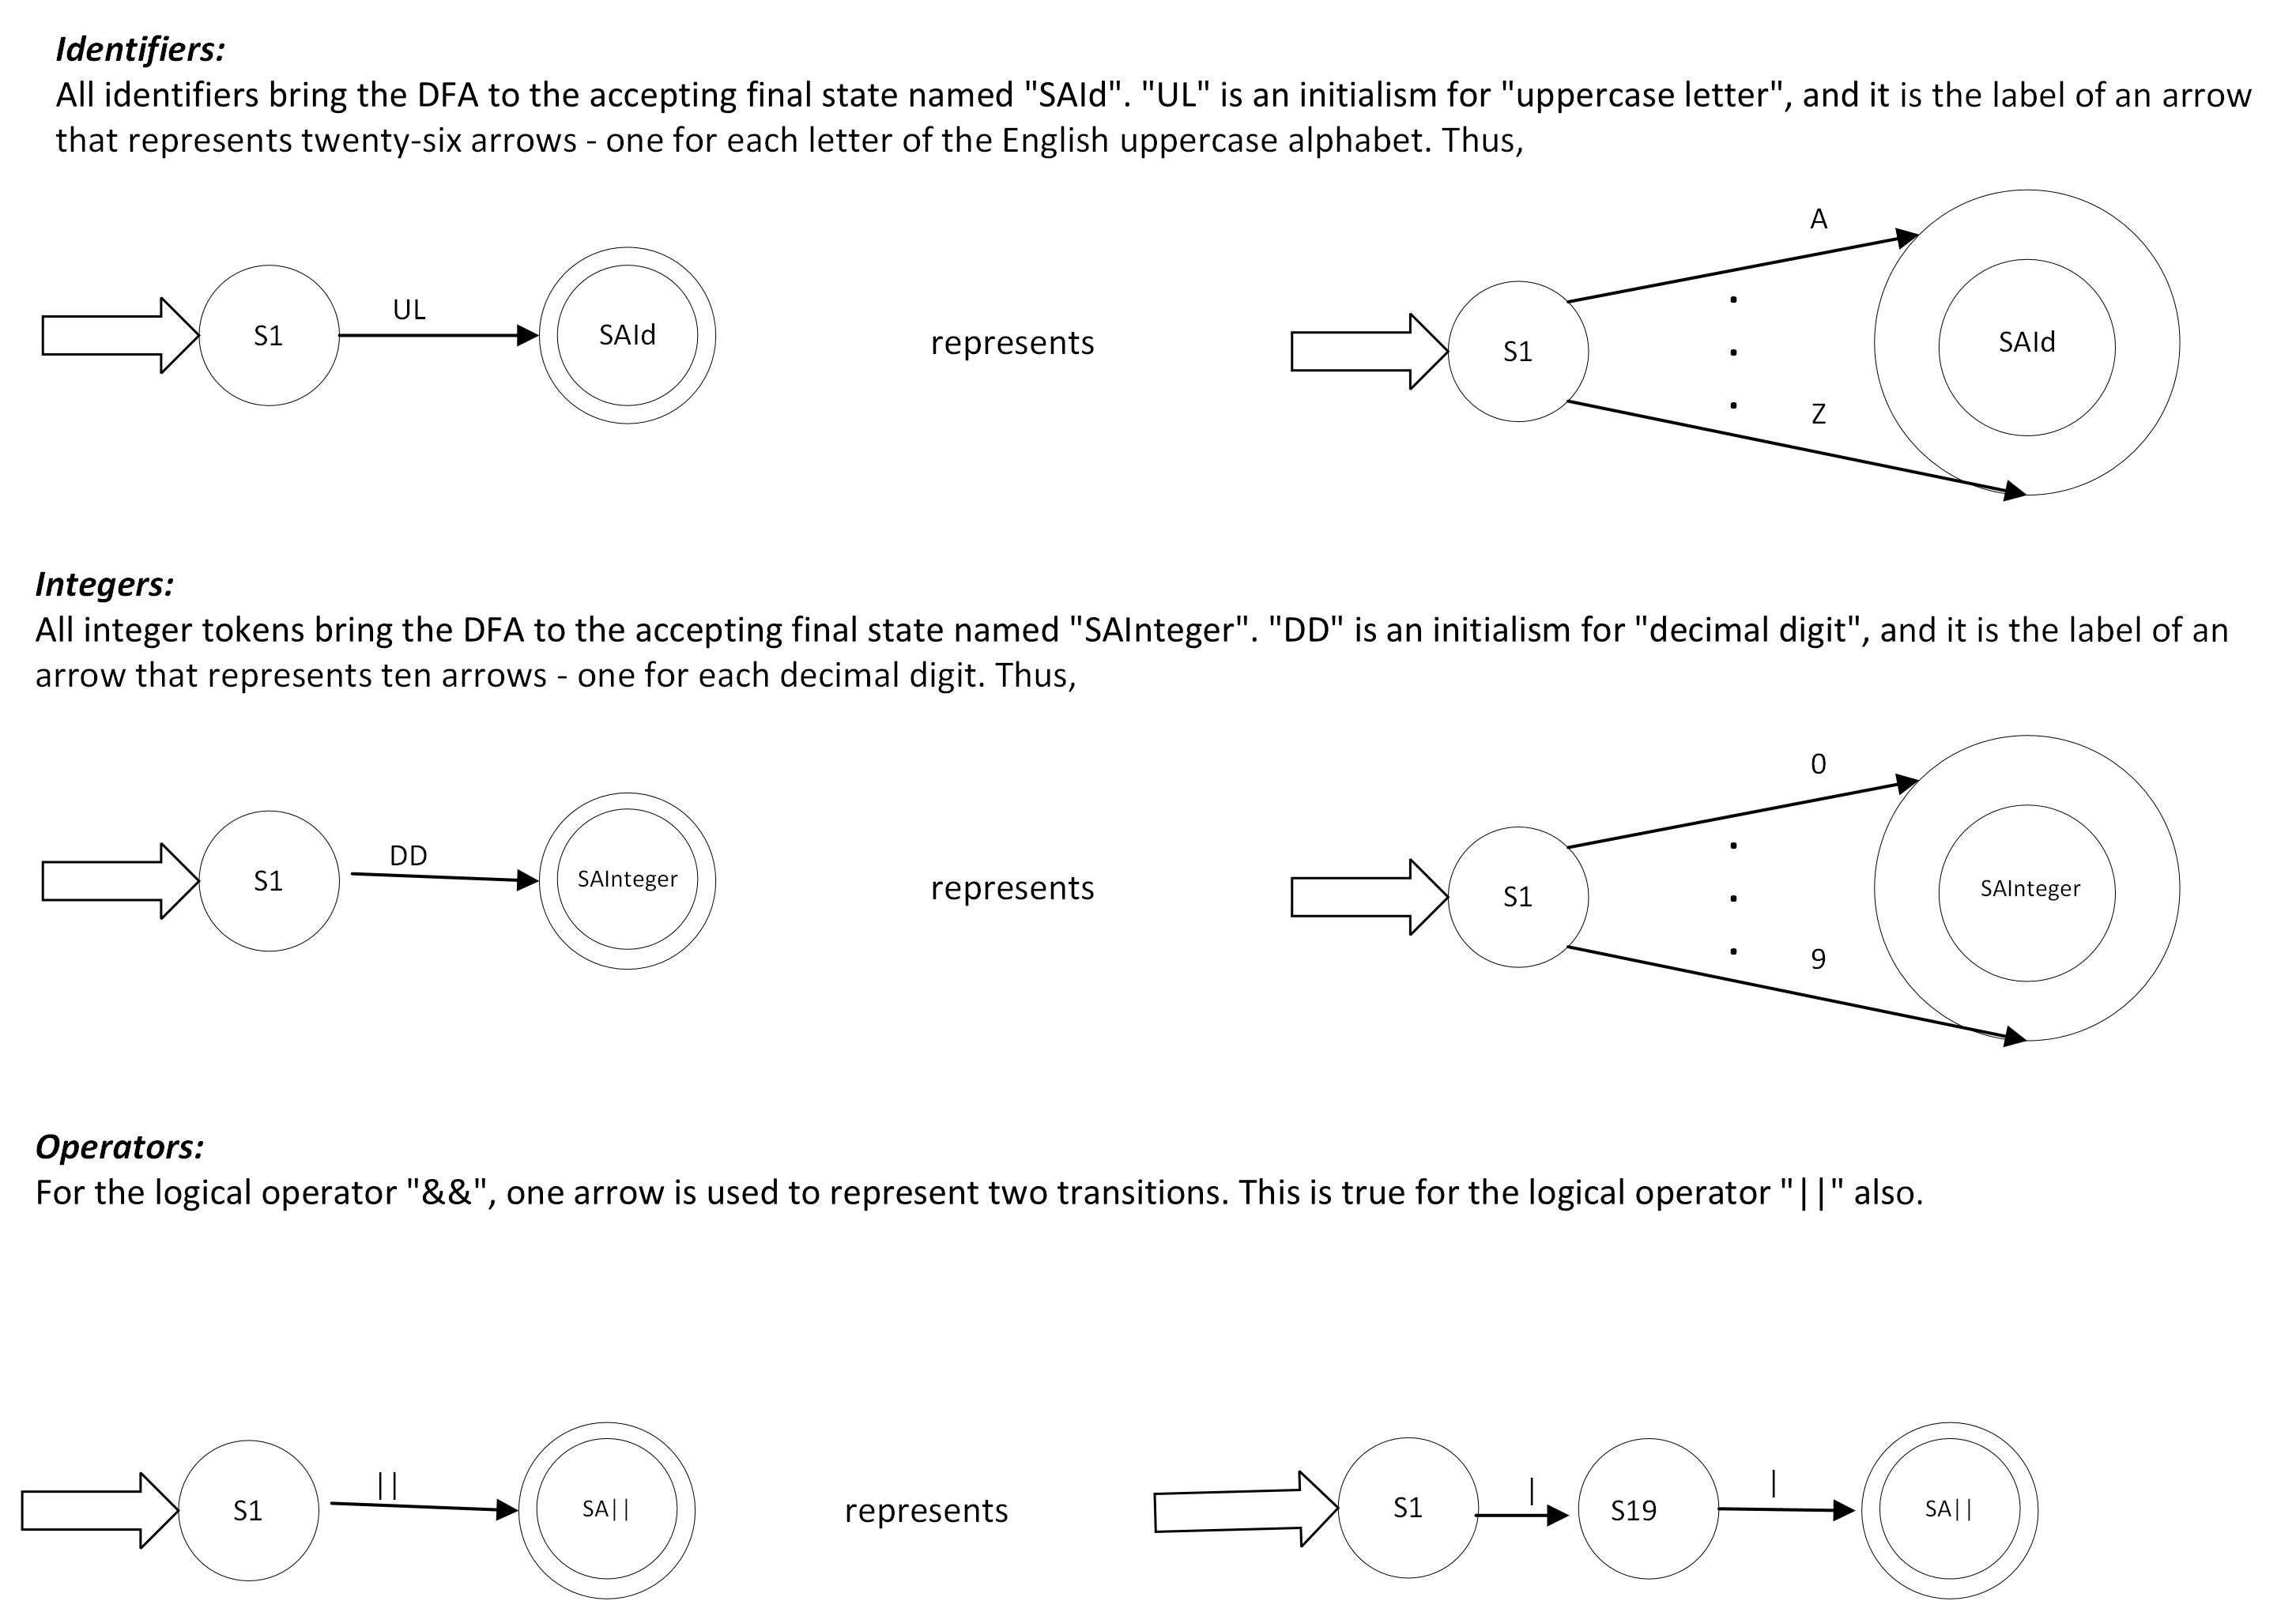 Identifiers:
All identifiers bring the DFA to the accepting final state named "SAId". "UL" is an initialism for "uppercase letter", and it is the label of an arrow
that represents twenty-six arrows - one for each letter of the English uppercase alphabet. Thus,
S1
UL
SAId
represents
S1
A
Z
SAId
Integers:
All integer tokens bring the DFA to the accepting final state named "SAInteger". "DD" is an initialism for "decimal digit", and it is the label of an
arrow that represents ten arrows - one for each decimal digit. Thus,
S1
DD
SAInteger
represents
S1
0
9
SAInteger
Operators:
For the logical operator "&&", one arrow is used to represent two transitions. This is true for the logical operator "||" also.
S1
||
SA||
represents
S1
|
S19
|
SA||